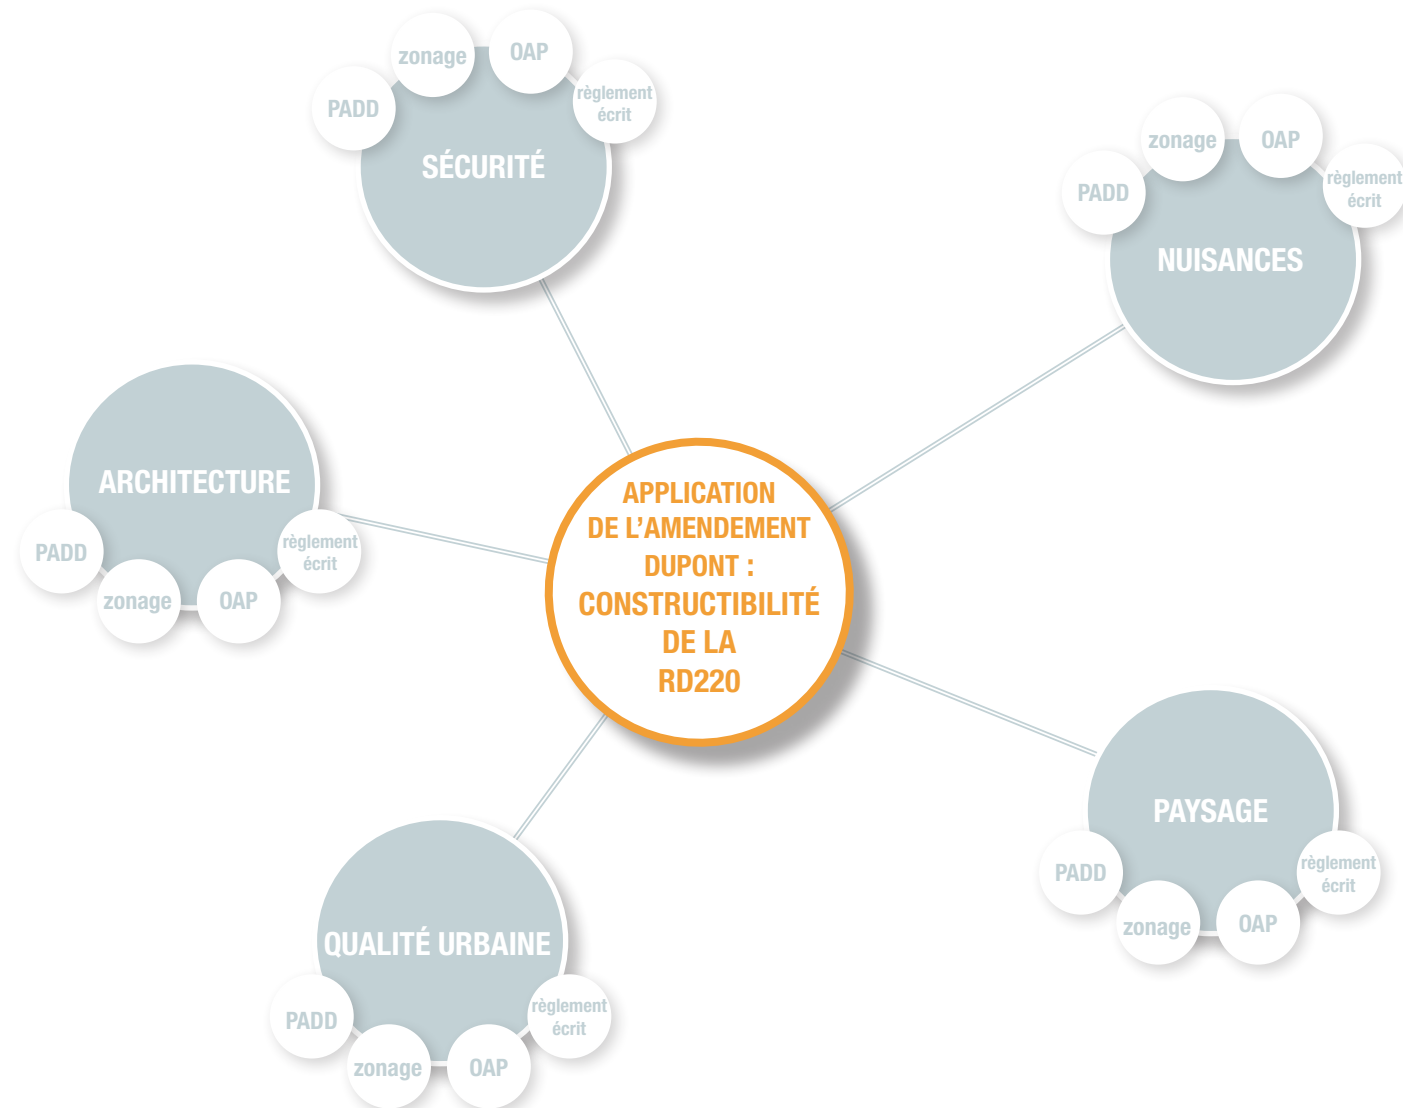 PADD
zonage
OAP
règlement
écrit
SÉCURITÉ
PADD
zonage
OAP
règlement
écrit
NUISANCES
ARCHITECTURE
PADD
zonage
OAP
règlement
écrit
APPLICATION
DE L’AMENDEMENT
DUPONT :
CONSTRUCTIBILITÉ
DE LA
RD220
PAYSAGE
PADD
zonage
OAP
règlement
écrit
QUALITÉ URBAINE
PADD
zonage
OAP
règlement
écrit